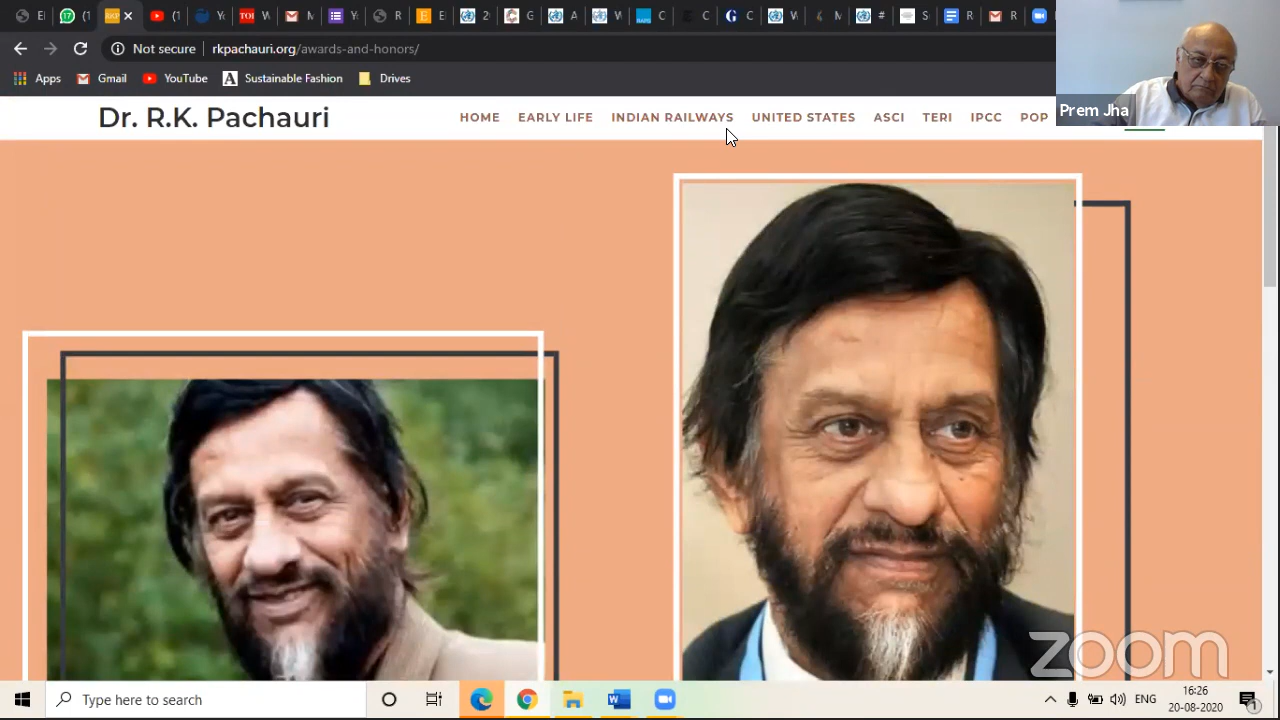 RKP
Not secure
rkpachauri.org/awards-and-honors/
Apps
Gmail
YouTube
A
Sustainable Fashion
Drives
Prem Jha
Dr. R.K. Pachauri
HOME
EARLY LIFE
INDIAN RAILWAYS
UNITED STATES
ASCI
TERI
IPCC
POP
zoom
Type here to search
ENG
16:26
20-08-2020
1